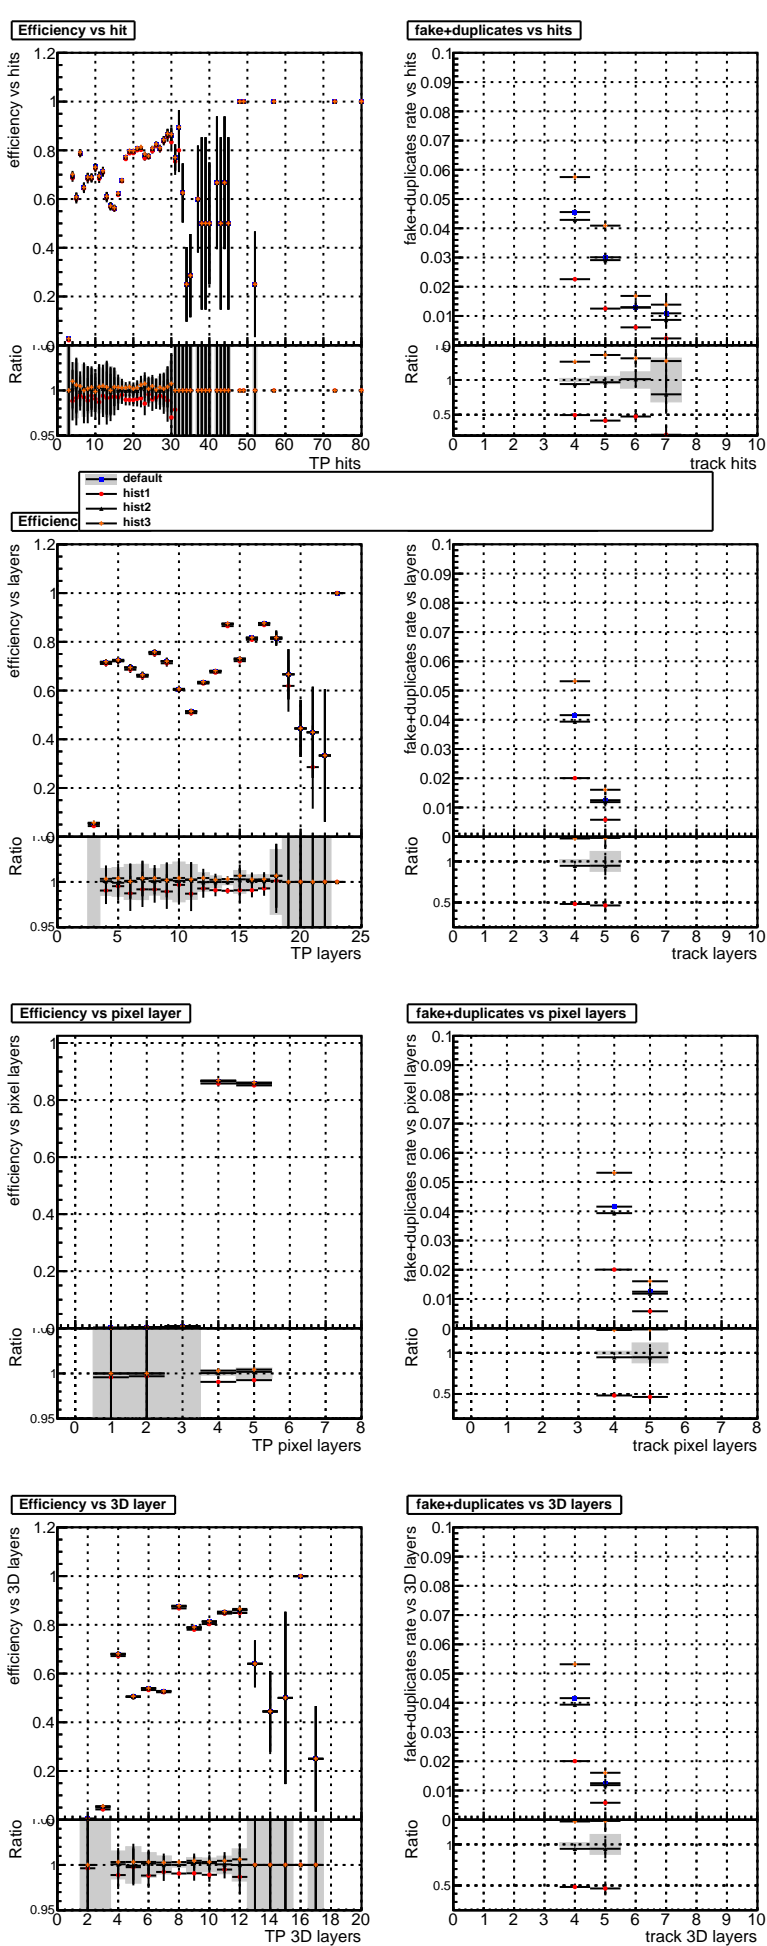 Efficiency vs hit
efficiency vs hits
1.2
1
0.8
0.6
0.4
0.2
Ratio
1
0.95
0 10 20 30 40 50 60 70 80
TP hits
fake+duplicates vs hits
fake+duplicates rate vs hits
0.1
0.09
0.08
0.07
0.06
0.05
0.04
0.03
0.02
0.01
0
Ratio
1
0.5
0 1 2 3 4 5 6 7 8 9 10
track hits
default
hist1
hist2
hist3
Efficienc
efficiency vs layers
1.2
1
0.8
0.6
0.4
0.2
Ratio
1
0.95
0 5 10 15 20 25
TP layers
fake+duplicates rate vs layers
0.1
0.09
0.08
0.07
0.06
0.05
0.04
0.03
0.02
0.01
0
Ratio
1
0.5
0 1 2 3 4 5 6 7 8 9 10
track layers
Efficiency vs pixel layer
efficiency vs pixel layers
1
0.8
0.6
0.4
0.2
Ratio
1
0.95
0 1 2 3 4 5 6 7 8
TP pixel layers
fake+duplicates vs pixel layers
fake+duplicates rate vs pixel layers
0.1
0.09
0.08
0.07
0.06
0.05
0.04
0.03
0.02
0.01
0
Ratio
1
0.5
0 1 2 3 4 5 6 7 8
track pixel layers
Efficiency vs 3D layer
efficiency vs 3D layers
1.2
1
0.8
0.6
0.4
0.2
Ratio
1
0.95
0 2 4 6 8 10 12 14 16 18 20
TP 3D layers
fake+duplicates vs 3D layers
fake+duplicates rate vs 3D layers
0.1
0.09
0.08
0.07
0.06
0.05
0.04
0.03
0.02
0.01
0
Ratio
1
0.5
0 1 2 3 4 5 6 7 8 9 10
track 3D layers